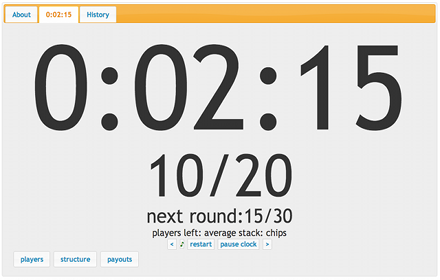 About 0:02:15 History
0:02:15
10/20
next round:15/30
players left: average stack: chips
< restart pause clock >
players structure payouts